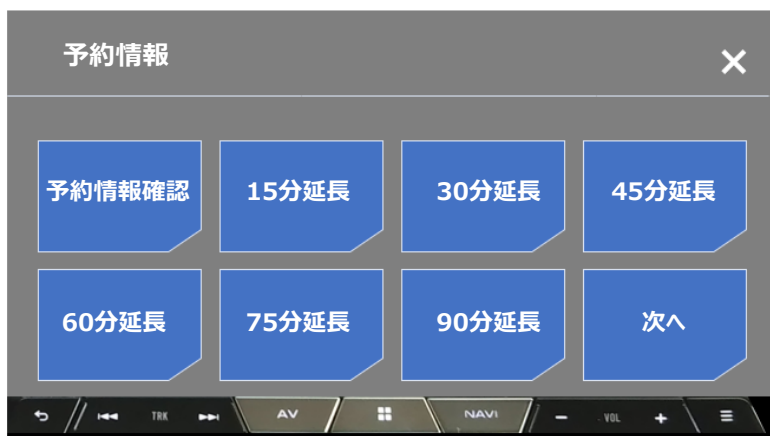 予約情報
予約情報確認
15分延長
30分延長
45分延長
60分延長
75分延長
90分延長
次へ
TRK
AV
NAVI
VOL